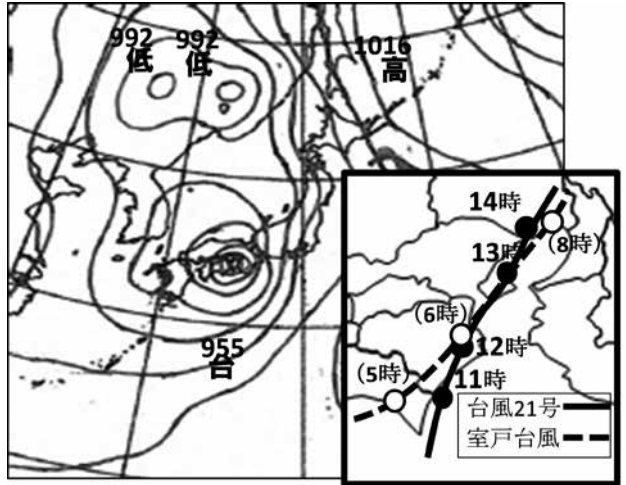 992
低
992
低
1016
高
955
台
14時
(8時)
13時
(6時)
12時
(5時)
11時
台風21号
室戸台風